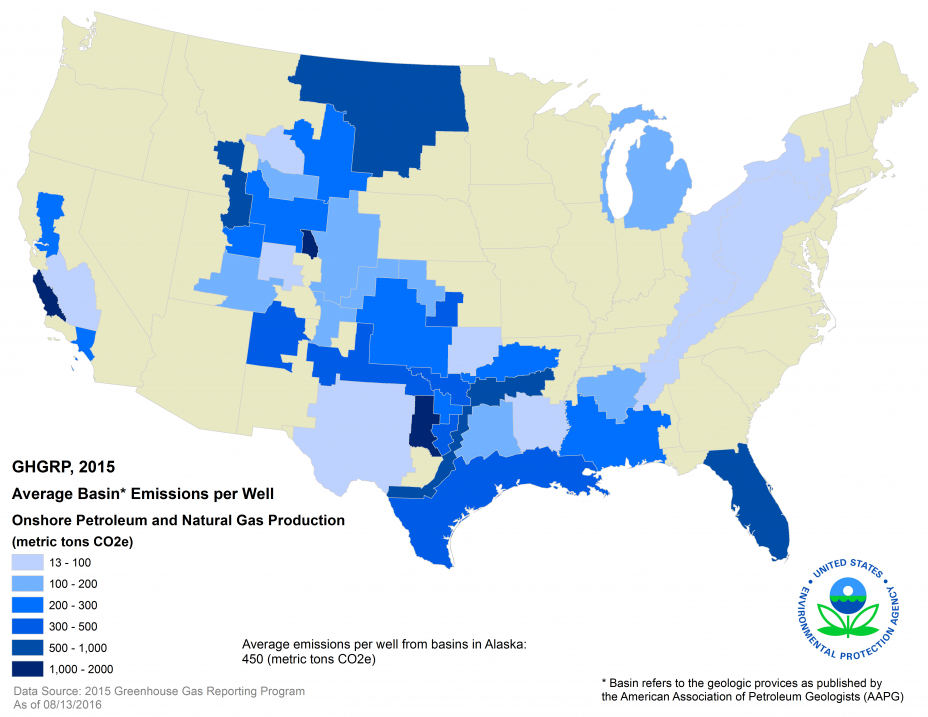 GHGRP, 2015
Average Basin* Emissions per Well
Onshore Petroleum and Natural Gas Production
(metric tons CO2e)
13 - 100
100 - 200
200 - 300
300 - 500
500 - 1,000
1,000 - 2000
Data Source: 2015 Greenhouse Gas Reporting Program
As of 08/13/2016
Average emissions per well from basins in Alaska:
450 (metric tons CO2e)
UNITED STATES
ENVIRONMENTAL PROTECTION AGENCY
* Basin refers to the geologic provices as published by
the American Association of Petroleum Geologists (AAPG)